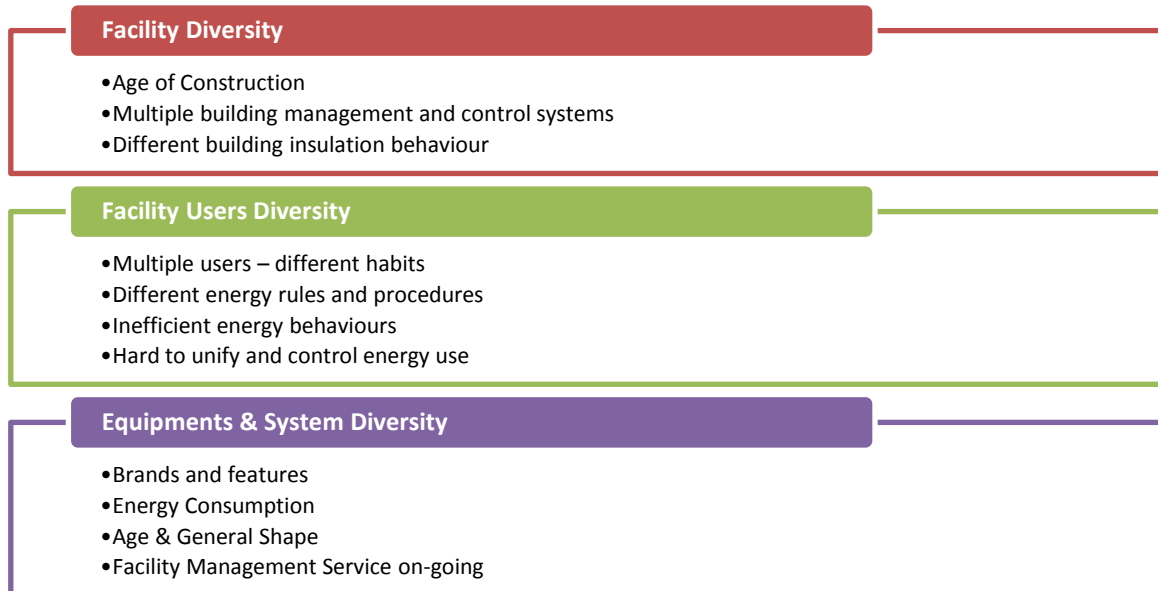 Facility Diversity
•Age of Construction
•Multiple building management and control systems
•Different building insulation behaviour
Facility Users Diversity
•Multiple users – different habits
•Different energy rules and procedures
•Inefficient energy behaviours
•Hard to unify and control energy use
Equipments & System Diversity
•Brands and features
•Energy Consumption
•Age & General Shape
•Facility Management Service on-going